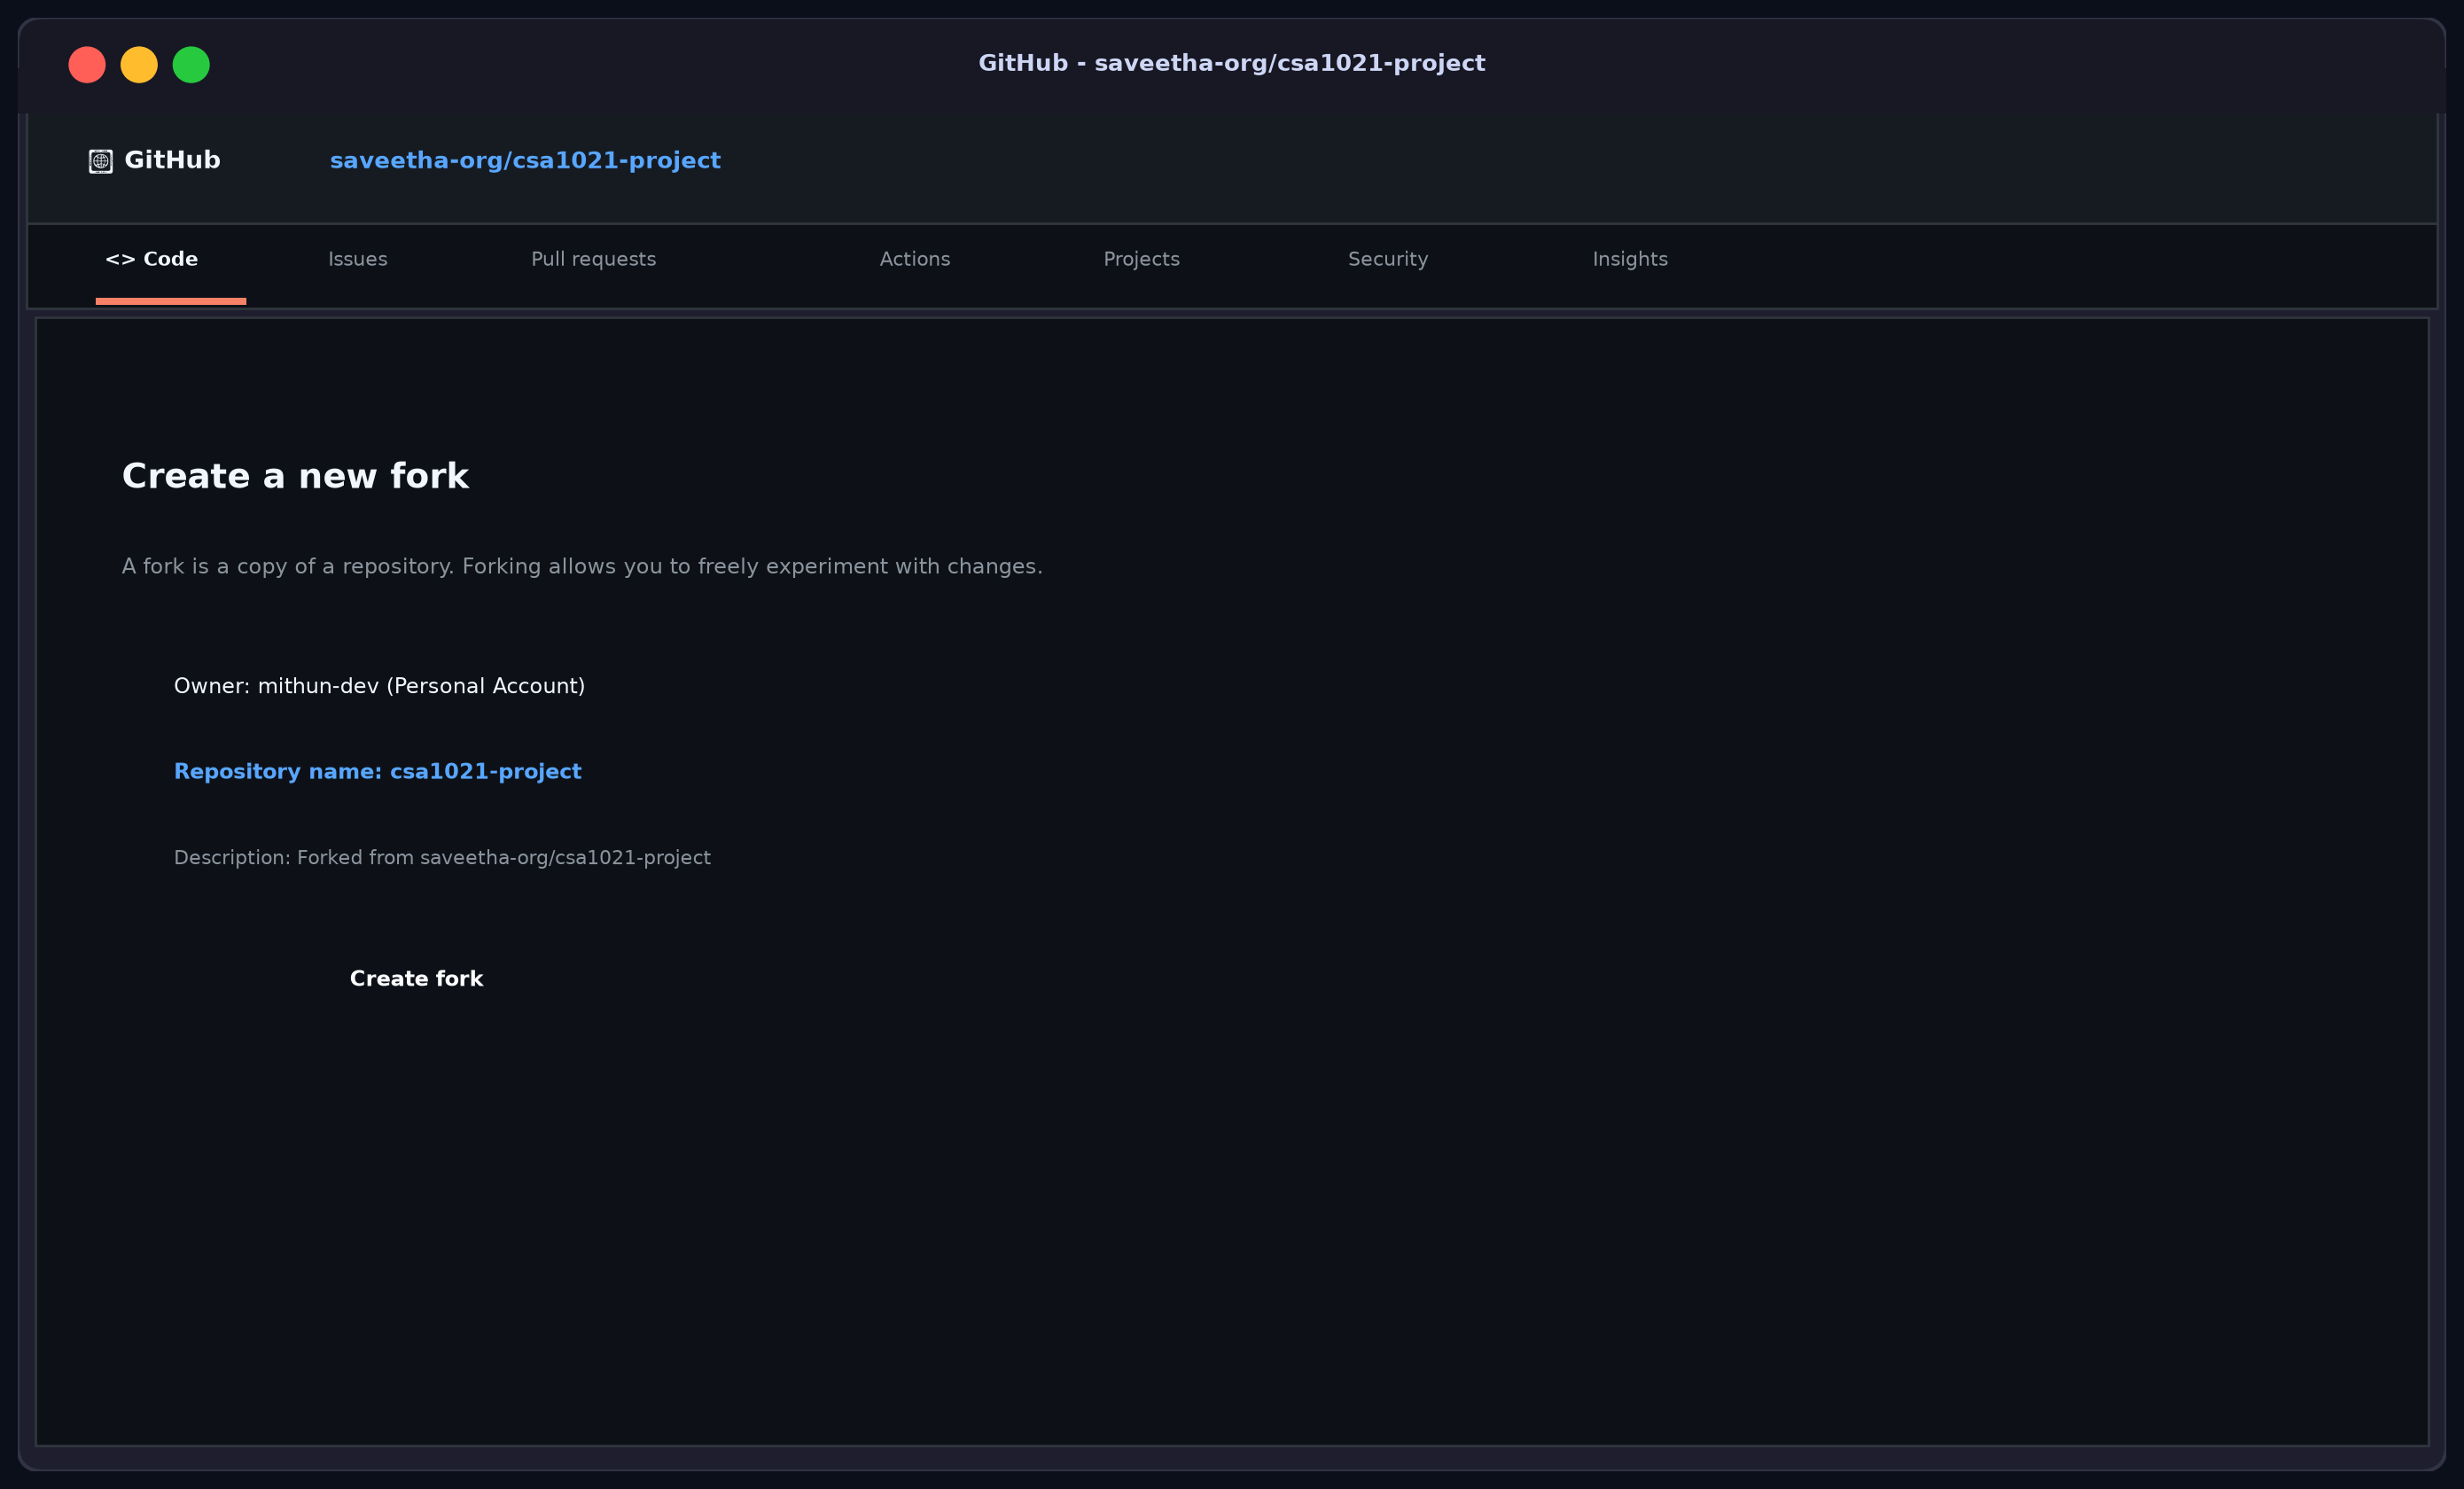 GitHub - saveetha-org/csa1021-project
GitHub
saveetha-org/csa1021-project
<> Code
Issues
Pull requests
Actions
Projects
Security
Insights
Create a new fork
A fork is a copy of a repository. Forking allows you to freely experiment with changes.
Owner: mithun-dev (Personal Account)
Repository name: csa1021-project
Description: Forked from saveetha-org/csa1021-project
Create fork